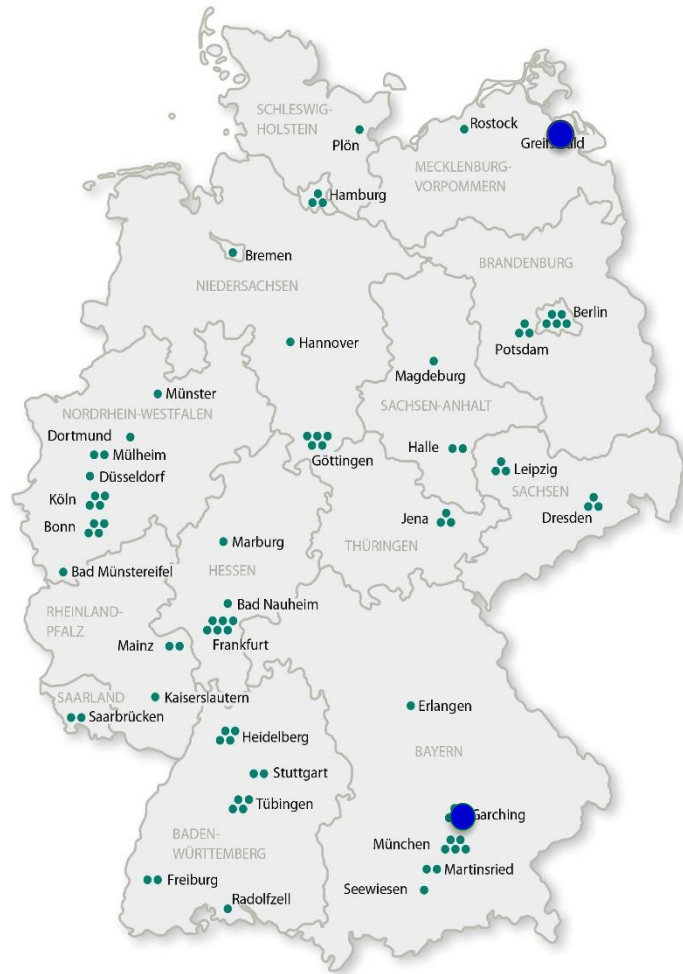 SCHLESWIG-
HOLSTEIN
Plön
Rostock
MECKLENBURG-
VORPOMMERN
Hamburg
Bremen
NIEDERSACHSEN
BRANDENBURG
Berlin
Potsdam
Hannover
Magdeburg
SACHSEN-ANHALT
Münster
NORDRHEIN-WESTFALEN
Dortmund
Mülheim
Düsseldorf
Köln
Bonn
Göttingen
Halle
Leipzig
SACHSEN
Dresden
Jena
THÜRINGEN
Marburg
HESSEN
Bad Münstereifel
Bad Nauheim
RHEINLAND-
PFALZ
Frankfurt
Mainz
SAARLAND
Kaiserslautern
Saarbrücken
Erlangen
Heidelberg
BAYERN
Stuttgart
Tübingen
Garching
BADEN-
WÜRTTEMBERG
München
Martinsried
Freiburg
Seewiesen
Radolfzell